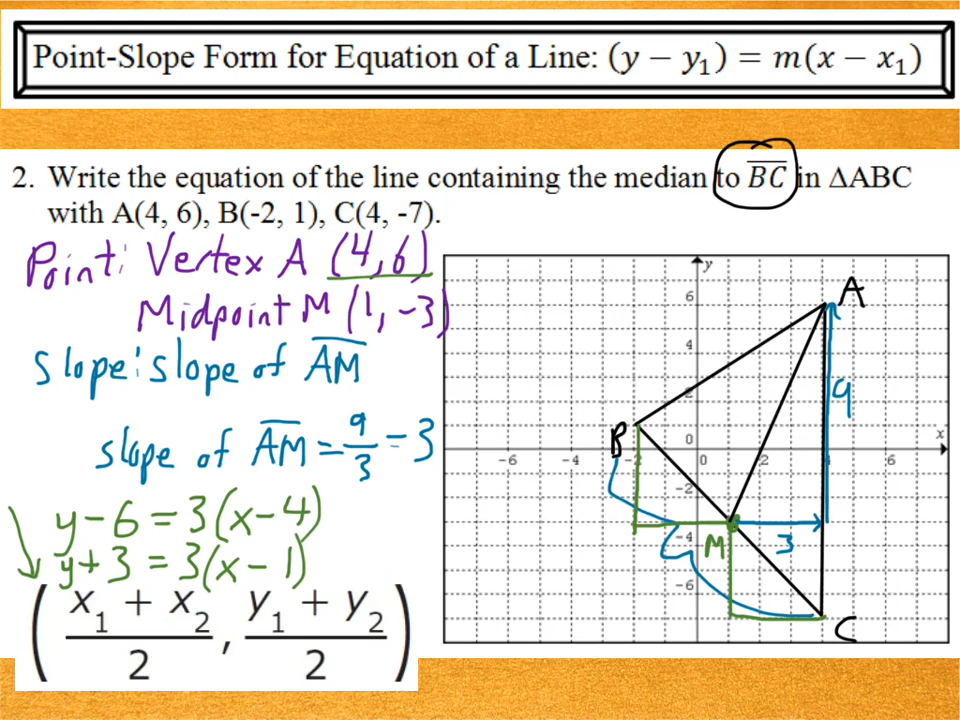 Point-Slope Form for Equation of a Line: (y − y₁) = m(x − x₁)
2. Write the equation of the line containing the median to B̅C̅ in ΔABC
with A(4, 6), B(-2, 1), C(4, -7).
Point: Vertex A (4,6)
Midpoint M (1, -3)
slope: slope of A̅M̅
slope of A̅M̅ = 9/3 = 3
y - 6 = 3(x - 4)
y + 3 = 3(x - 1)
( (x₁ + x₂)/2 , (y₁ + y₂)/2 )
y
A
6
4
9
2
B
0
x
-6
-4
-2
0
2
4
6
-2
-4
M
3
-6
C